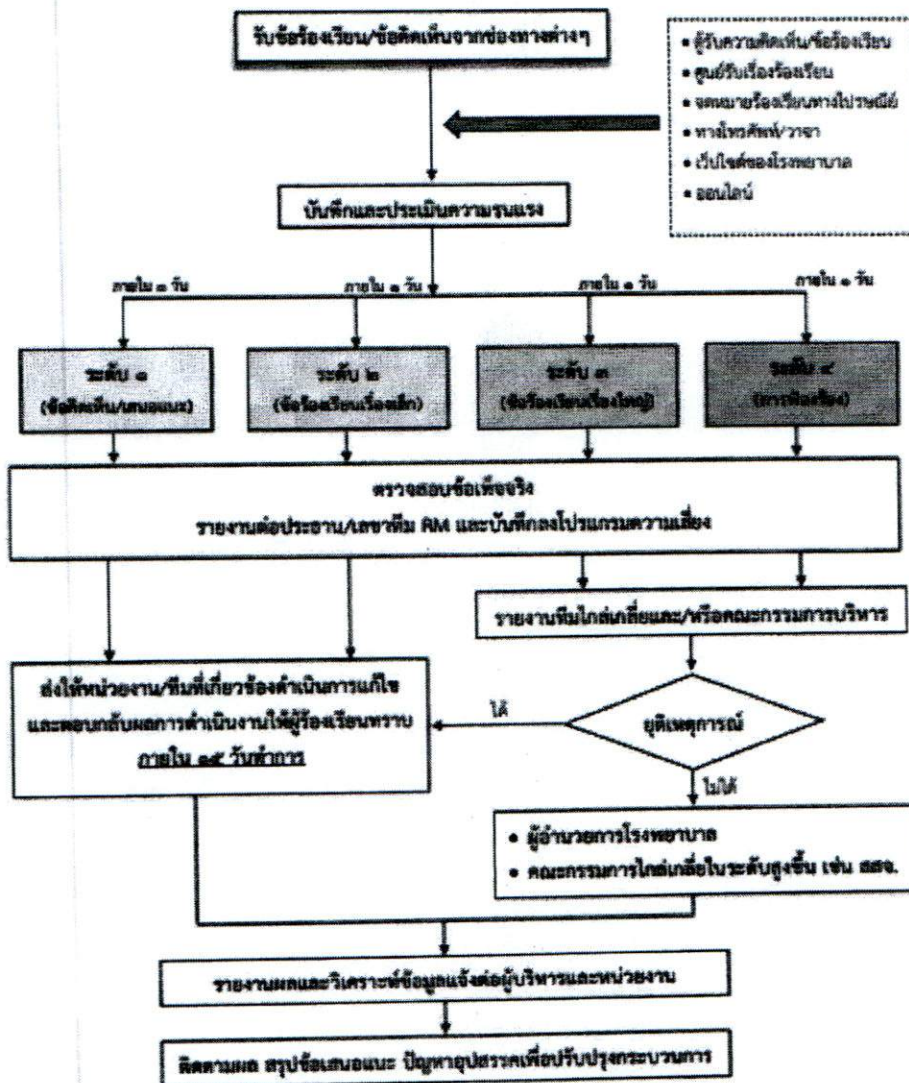 รับข้อร้องเรียน/ข้อคิดเห็นจากช่องทางต่างๆ
• ตู้รับความคิดเห็น/ข้อร้องเรียน
• ศูนย์รับเรื่องร้องเรียน
• จดหมายร้องเรียนทางไปรษณีย์
• ทางโทรศัพท์/วาจา
• เว็บไซต์ของโรงพยาบาล
• ออนไลน์
บันทึกและประเมินความรุนแรง
ภายใน ๑ วัน
ภายใน ๑ วัน
ภายใน ๑ วัน
ภายใน ๑ วัน
ระดับ ๑
(ข้อคิดเห็น/เสนอแนะ)
ระดับ ๒
(ข้อร้องเรียนเรื่องเล็ก)
ระดับ ๓
(ข้อร้องเรียนเรื่องใหญ่)
ระดับ ๔
(การฟ้องร้อง)
ตรวจสอบข้อเท็จจริง
รายงานต่อประธาน/เลขาทีม RM และบันทึกลงโปรแกรมความเสี่ยง
รายงานทีมไกล่เกลี่ยและ/หรือคณะกรรมการบริหาร
ส่งให้หน่วยงาน/ทีมที่เกี่ยวข้องดำเนินการแก้ไข
และตอบกลับผลการดำเนินงานให้ผู้ร้องเรียนทราบ
ภายใน ๑๕ วันทำการ
ได้
ยุติเหตุการณ์
ไม่ได้
• ผู้อำนวยการโรงพยาบาล
• คณะกรรมการไกล่เกลี่ยในระดับสูงขึ้น เช่น สสจ.
รายงานผลและวิเคราะห์ข้อมูลแจ้งต่อผู้บริหารและหน่วยงาน
ติดตามผล สรุปข้อเสนอแนะ ปัญหาอุปสรรคเพื่อปรับปรุงกระบวนการ